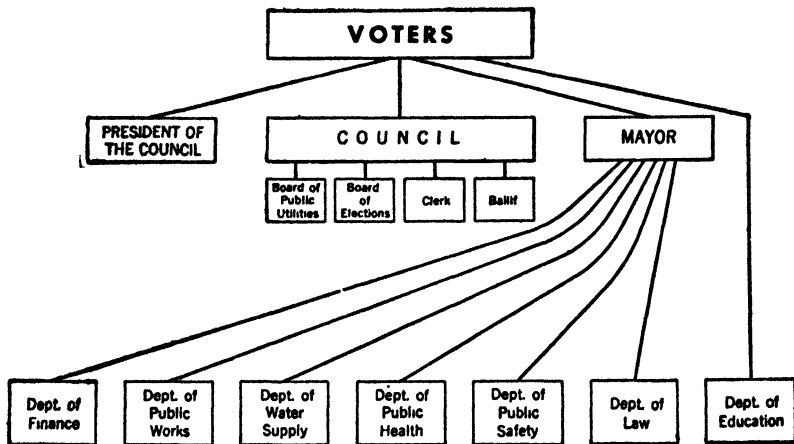 VOTERS
PRESIDENT OF
THE COUNCIL
COUNCIL
MAYOR
Board of
Public
Utilities
Board
of
Elections
Clerk
Bailif
Dept. of
Finance
Dept. of
Public
Works
Dept. of
Water
Supply
Dept. of
Public
Health
Dept. of
Public
Safety
Dept. of
Law
Dept. of
Education